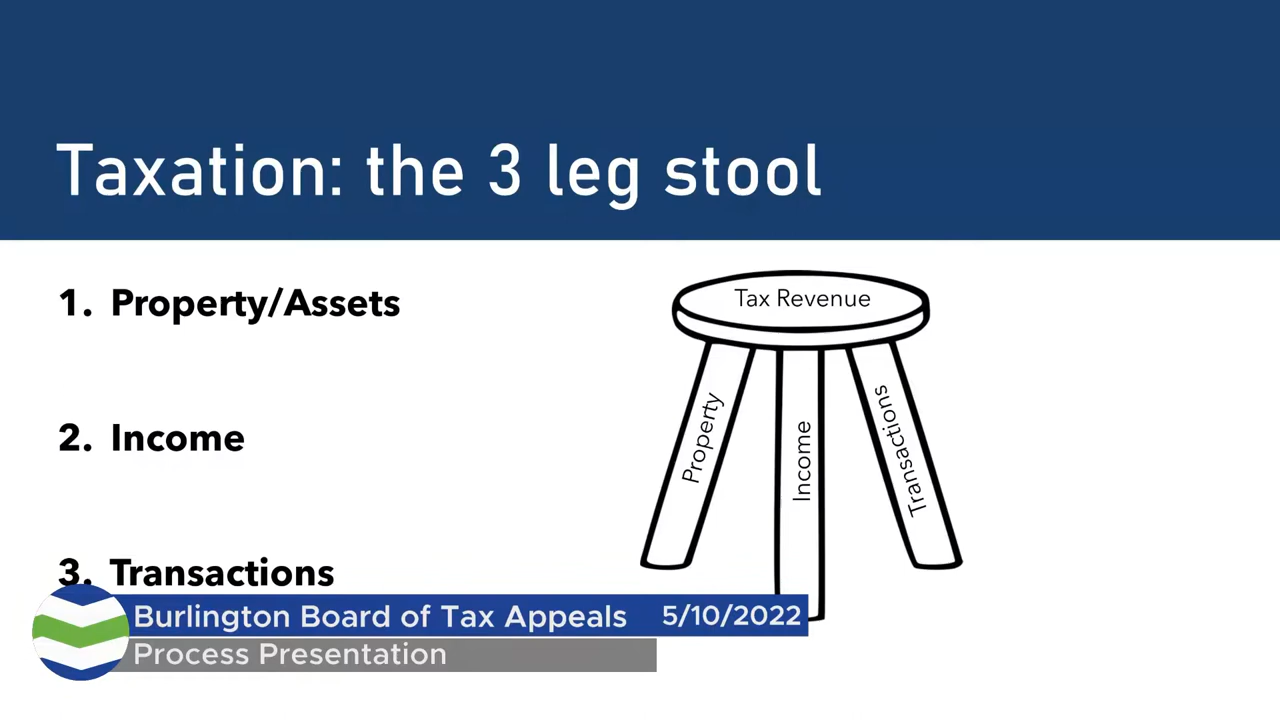 Taxation: the 3 leg stool
1. Property/Assets
2. Income
3. Transactions
Tax Revenue
Property
Income
Transactions
Burlington Board of Tax Appeals 5/10/2022
Process Presentation